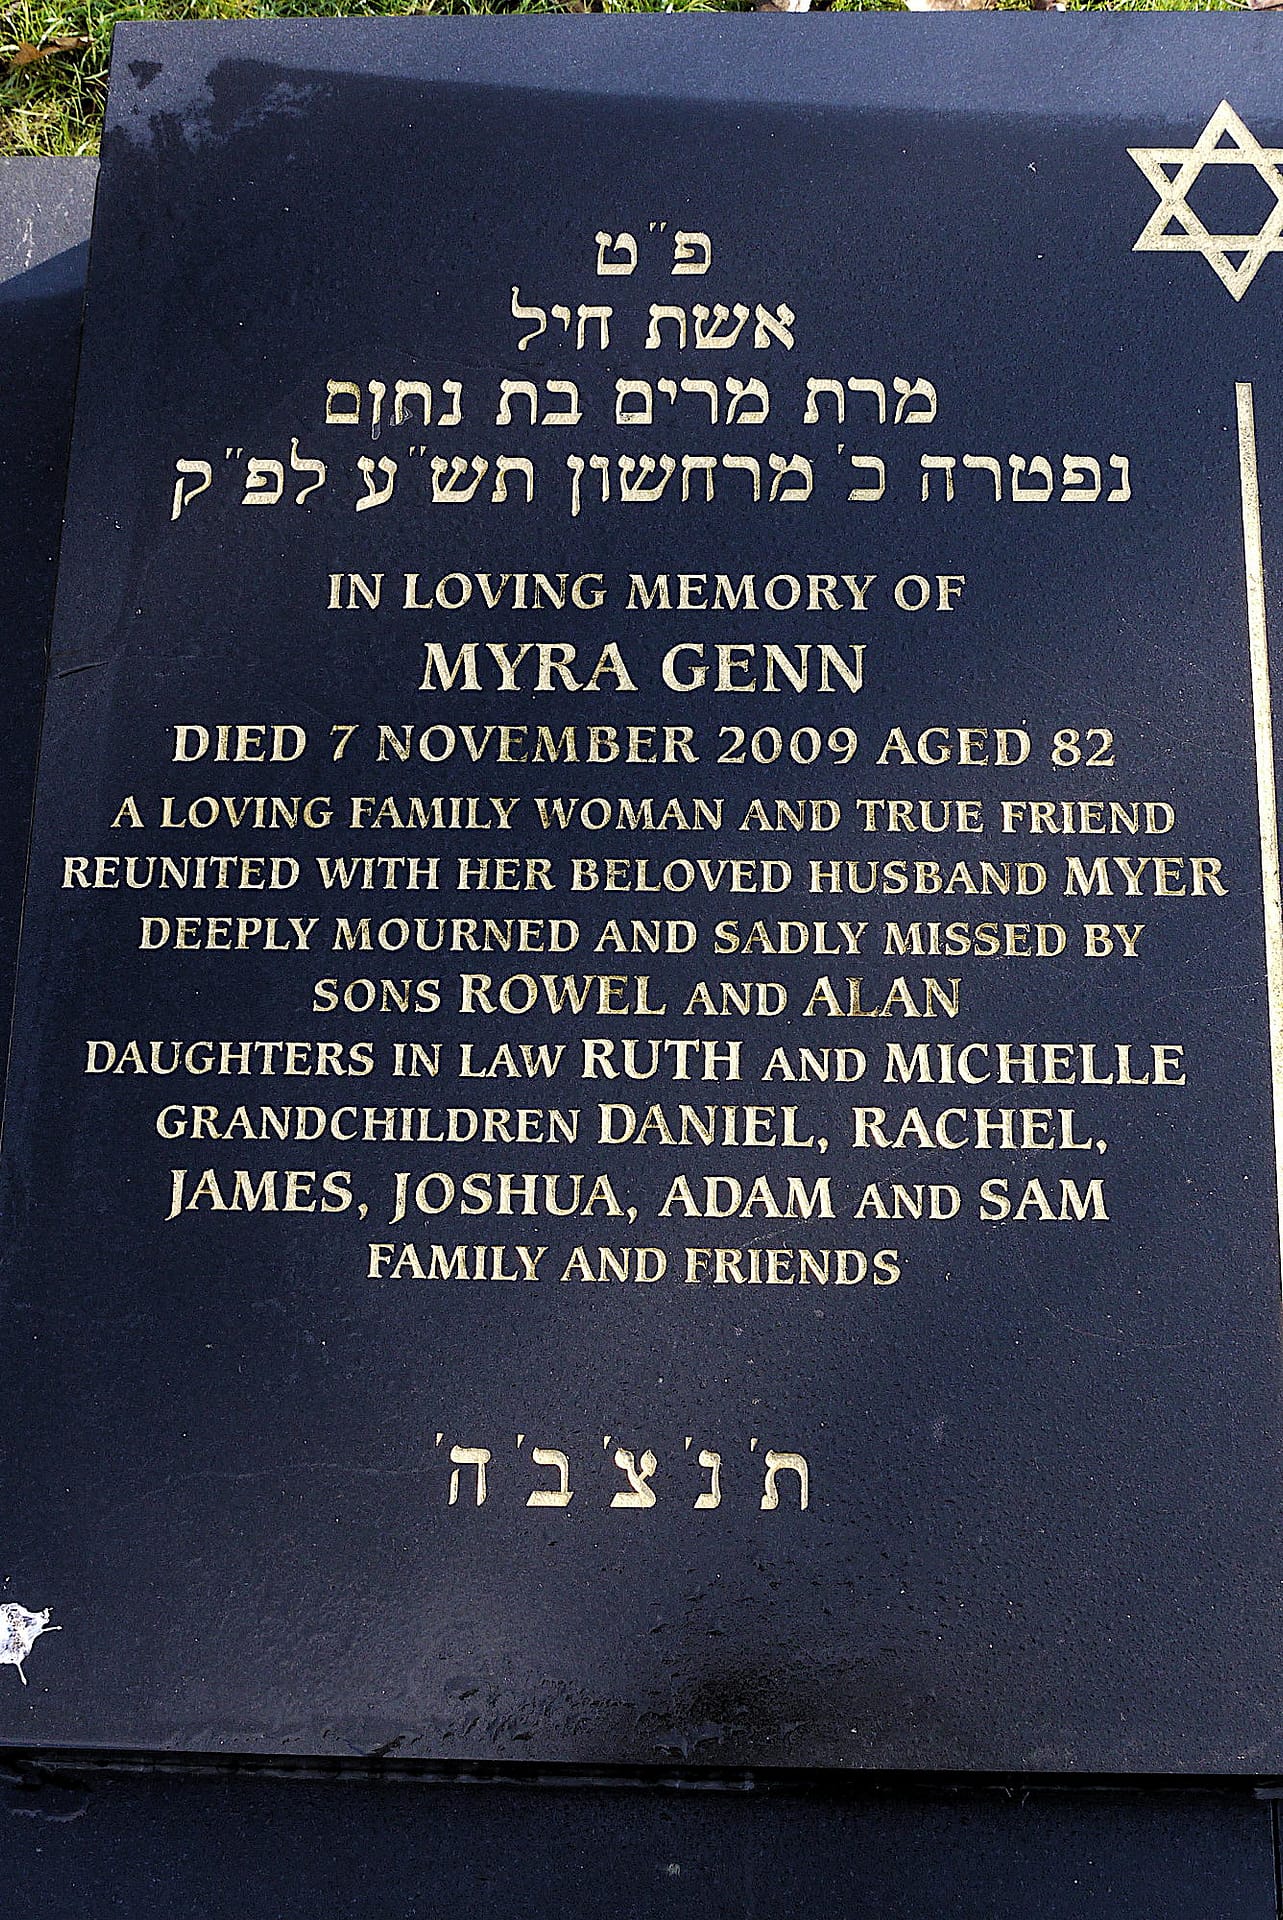 פ"ט
אשת חיל
מרת מרים בת נחום
נפטרה כ' מרחשון תש"ע לפ"ק
IN LOVING MEMORY OF
MYRA GENN
DIED 7 NOVEMBER 2009 AGED 82
A LOVING FAMILY WOMAN AND TRUE FRIEND
REUNITED WITH HER BELOVED HUSBAND MYER
DEEPLY MOURNED AND SADLY MISSED BY
SONS ROWEL AND ALAN
DAUGHTERS IN LAW RUTH AND MICHELLE
GRANDCHILDREN DANIEL, RACHEL,
JAMES, JOSHUA, ADAM AND SAM
FAMILY AND FRIENDS
ת'נ'צ'ב'ה'